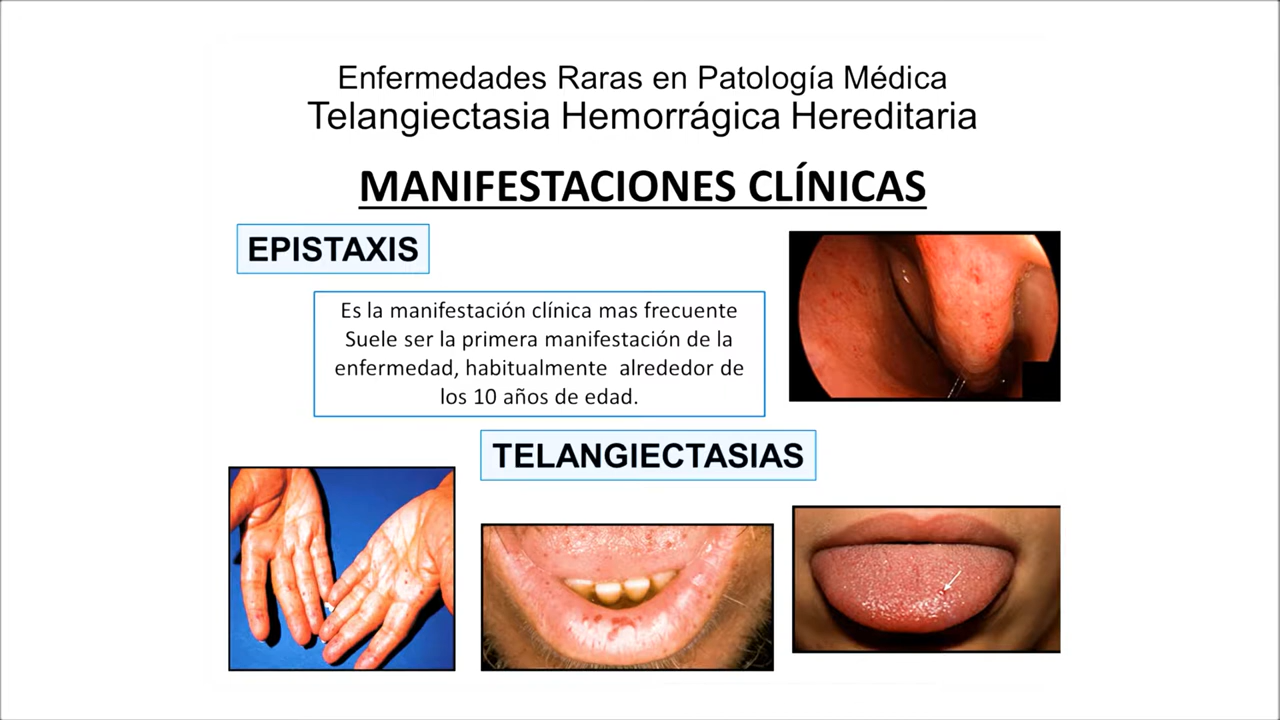 Enfermedades Raras en Patología Médica
Telangiectasia Hemorrágica Hereditaria
MANIFESTACIONES CLÍNICAS
EPISTAXIS
Es la manifestación clínica mas frecuente
Suele ser la primera manifestación de la
enfermedad, habitualmente alrededor de
los 10 años de edad.
TELANGIECTASIAS